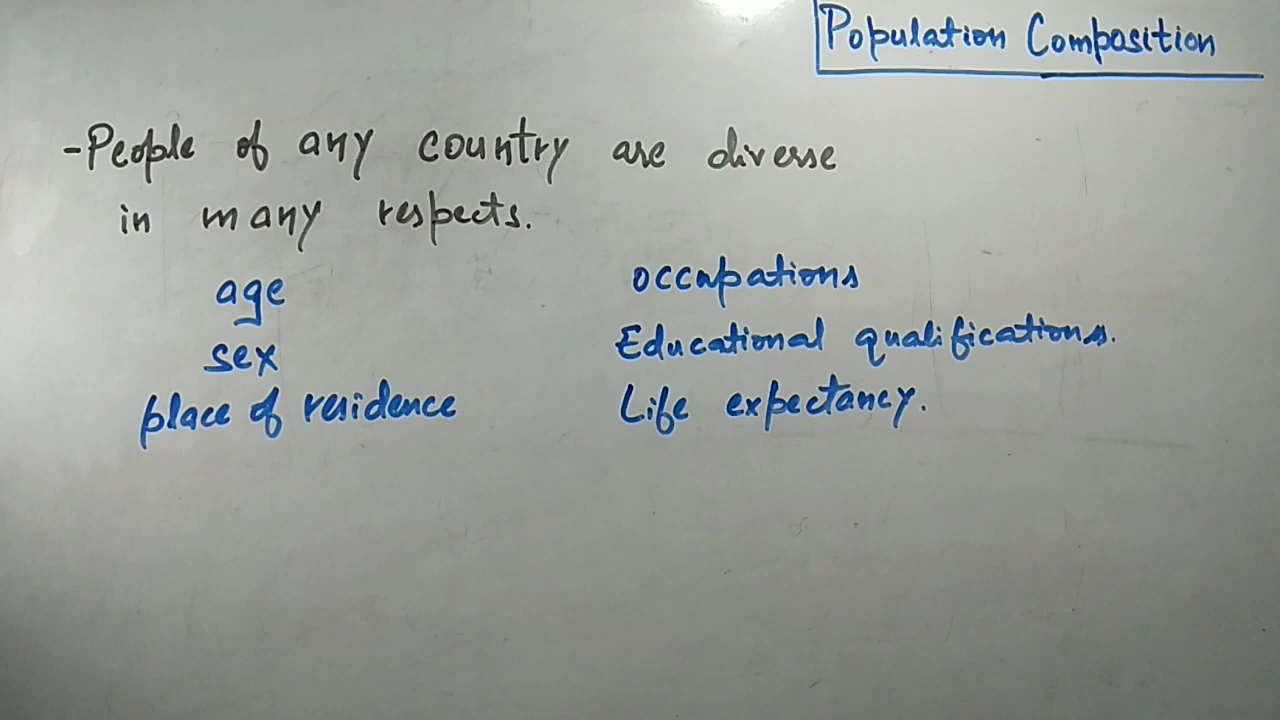 Population Composition
-People of any country are diverse
in many respects.
age
sex
place of residence
occupations
Educational qualifications.
Life expectancy.